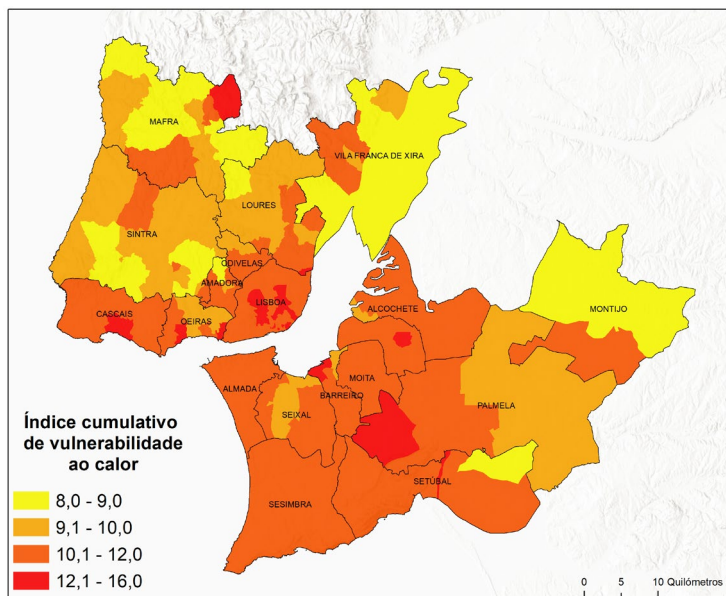 MAFRA
VILA FRANCA DE XIRA
LOURES
SINTRA
ODIVELAS
AMADORA
LISBOA
CASCAIS
OEIRAS
ALCOCHETE
MONTIJO
ALMADA
MOITA
BARREIRO
SEIXAL
PALMELA
SETÚBAL
SESIMBRA
Índice cumulativo
de vulnerabilidade
ao calor
8,0 - 9,0
9,1 - 10,0
10,1 - 12,0
12,1 - 16,0
0 5 10 Quilómetros